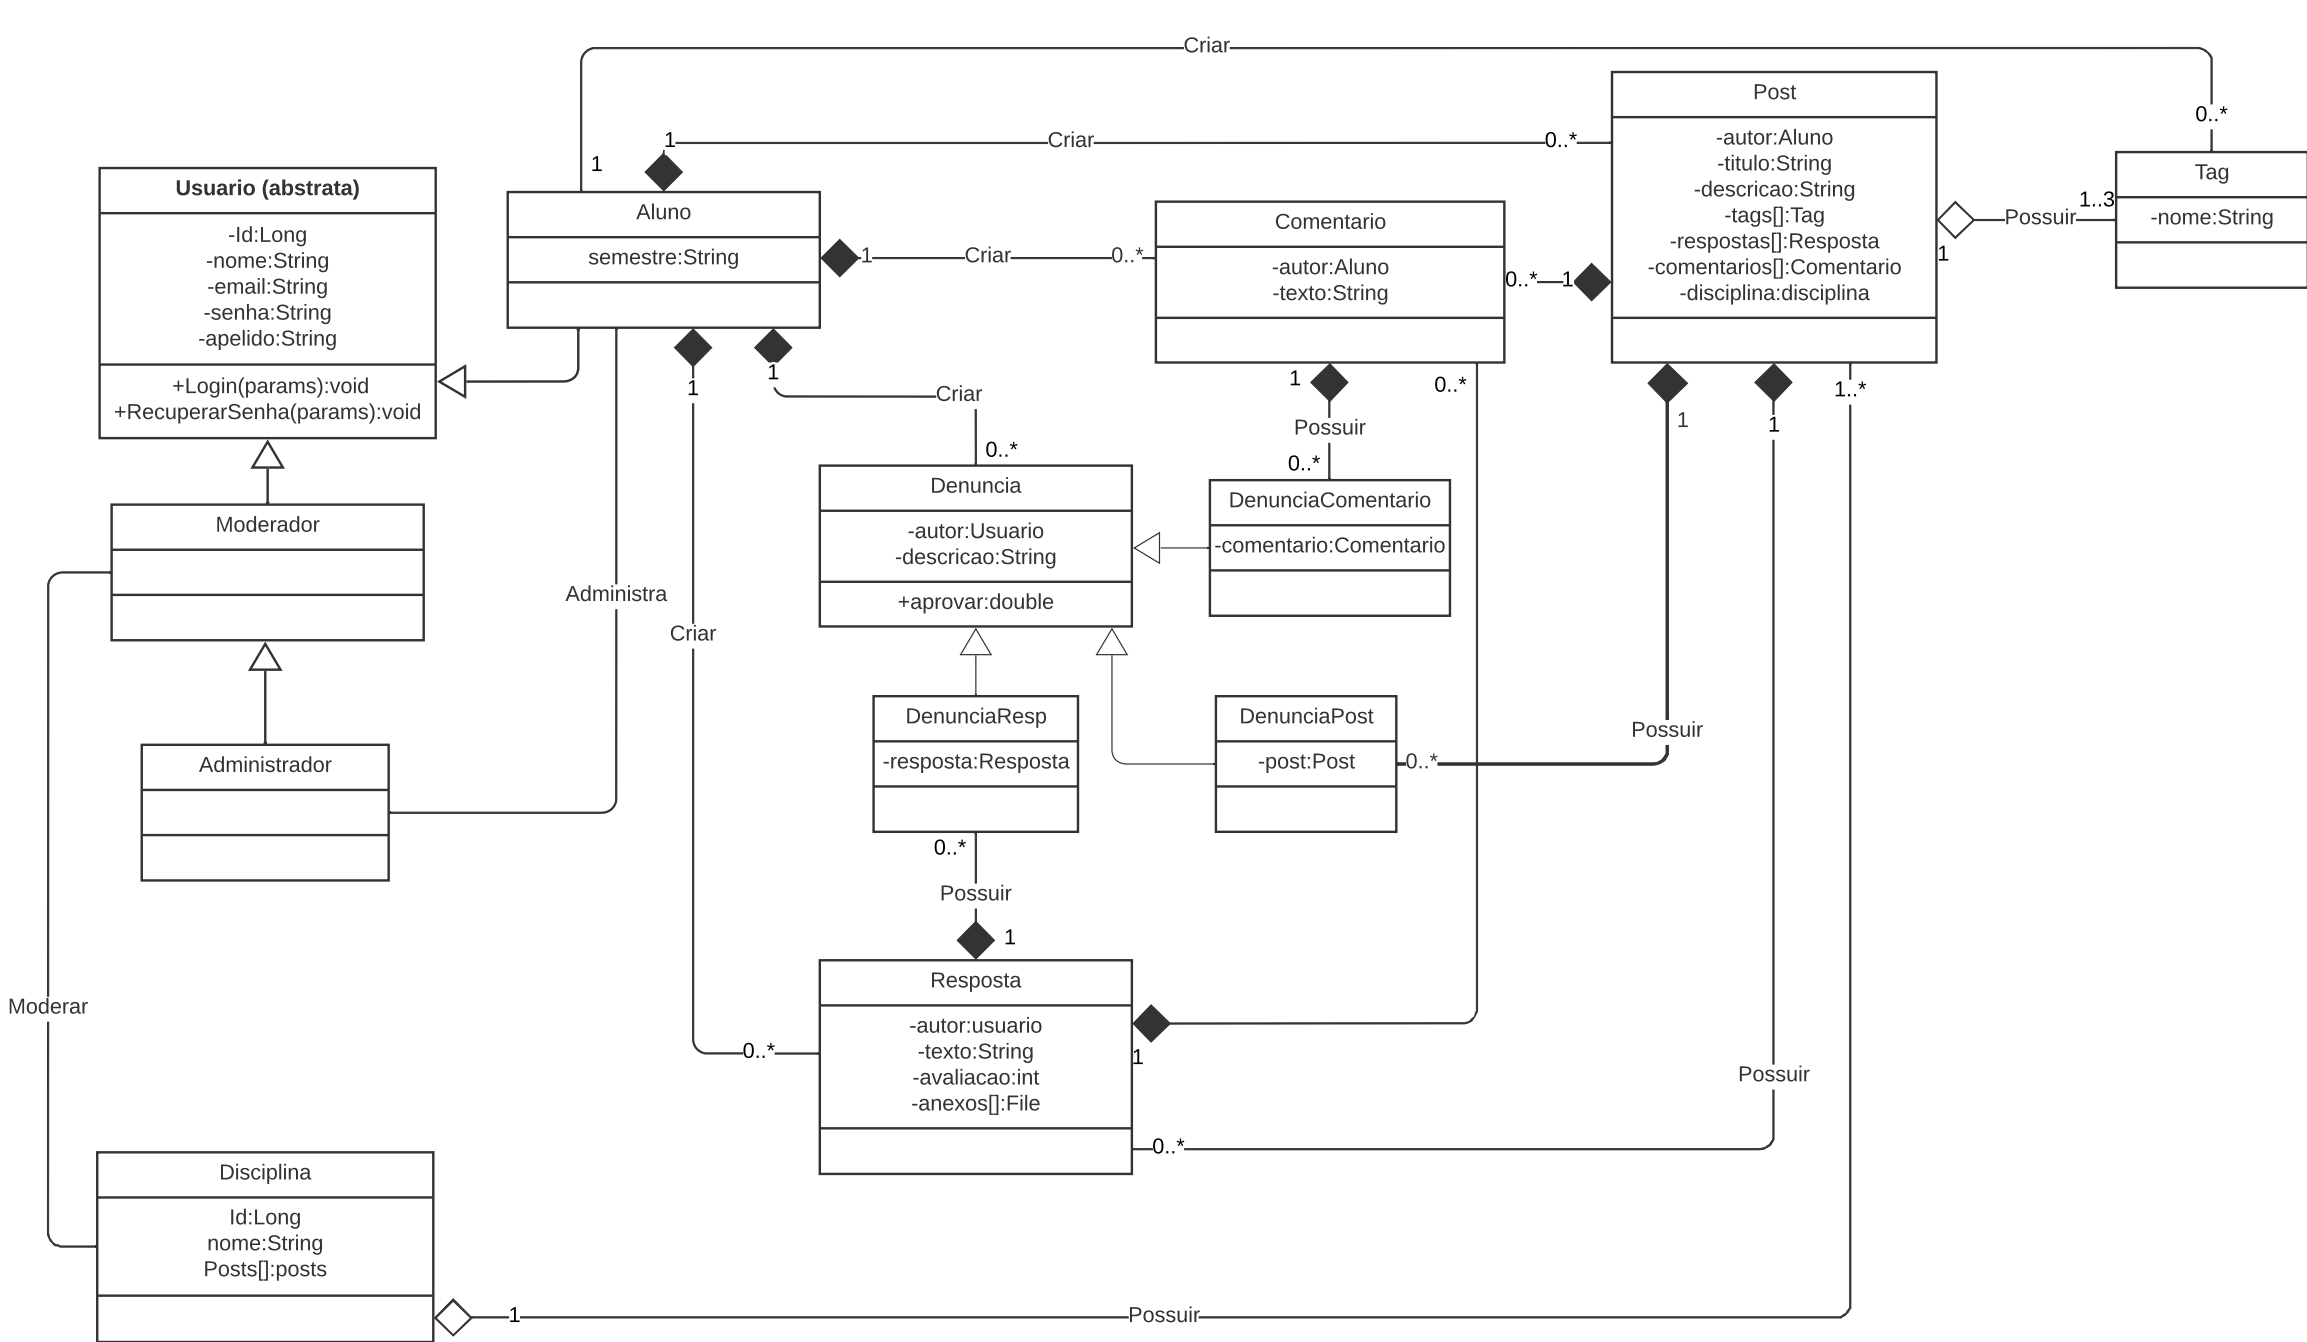 Criar
0..*
1
Criar
0..*
1
Usuario (abstrata)
-Id:Long
-nome:String
-email:String
-senha:String
-apelido:String
+Login(params):void
+RecuperarSenha(params):void
Aluno
semestre:String
1
Criar
0..*
Comentario
-autor:Aluno
-texto:String
0..*
1
Post
-autor:Aluno
-titulo:String
-descricao:String
-tags[]:Tag
-respostas[]:Resposta
-comentarios[]:Comentario
-disciplina:disciplina
1
Possuir
1..3
Tag
-nome:String
1
1
Criar
0..*
1
Possuir
0..*
0..*
1
1
1..*
Moderador
Administra
Criar
Denuncia
-autor:Usuario
-descricao:String
+aprovar:double
DenunciaComentario
-comentario:Comentario
Administrador
DenunciaResp
-resposta:Resposta
DenunciaPost
-post:Post
0..*
Possuir
0..*
Possuir
1
Moderar
0..*
Resposta
-autor:usuario
-texto:String
-avaliacao:int
-anexos[]:File
1
0..*
Possuir
Disciplina
Id:Long
nome:String
Posts[]:posts
1
Possuir